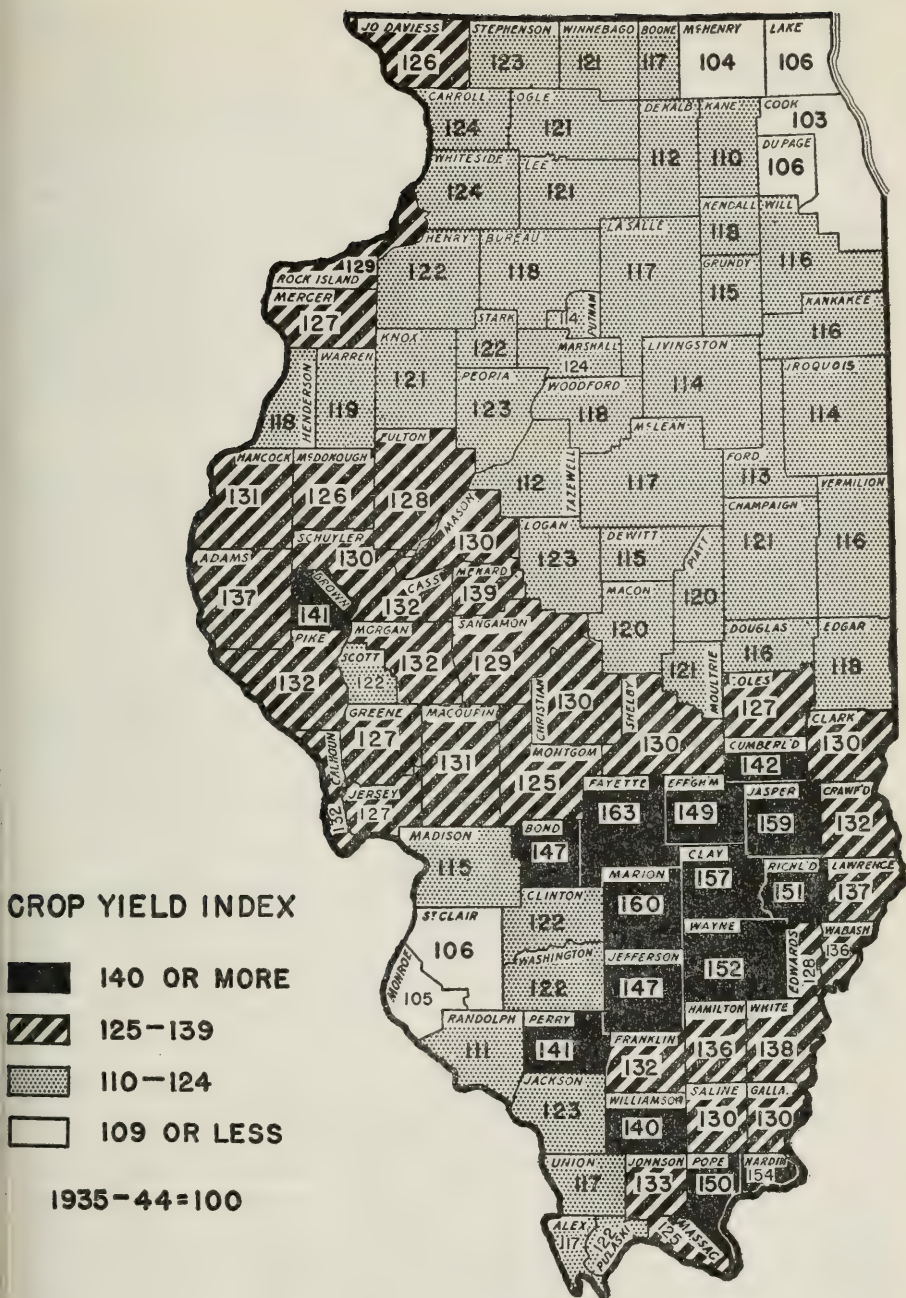 JO DAVIESS STEPHENSON WINNEBAGO BOONE McHENRY LAKE
126 123 121 117 104 106
CARROLL OGLE DE KALB KANE COOK
124 121 112 110 103
DU PAGE
106
WHITESIDE LEE
124 121
KENDALL WILL
118 116
HENRY BUREAU LASALLE
122 118 117
GRUNDY
115
129
ROCK ISLAND
MERCER
127
KANKAKEE
116
STARK PUTNAM
122 114
MARSHALL
124
KNOX WARREN HENDERSON
121 119 118
PEORIA WOODFORD LIVINGSTON IROQUOIS
123 118 114 114
FULTON TAZEWELL McLEAN FORD
128 112 117 113
HANCOCK McDONOUGH
131 126
MASON
130
CHAMPAIGN VERMILION
121 116
SCHUYLER
130
LOGAN DEWITT PIATT
123 115 120
ADAMS
137
CASS MENARD
132 139
MACON
120
141
PIKE MORGAN SANGAMON
132 132 129
SCOTT
122
DOUGLAS EDGAR
116 118
MOULTRIE
121
CHRISTIAN SHELBY
130 130
COLES
127
CLARK
130
GREENE MACOUPIN
127 131
CALHOUN
132
JERSEY
127
MONTGOM
125
CUMBERL'D
142
FAYETTE EFFGH'M JASPER CRAWF'D
163 149 159 132
MADISON BOND
115 147
CLAY
157
RICHL'D LAWRENCE
151 137
MARION
160
CLINTON
122
ST. CLAIR
106
WASHINGTON
122
JEFFERSON WAYNE EDWARDS WABASH
147 152 128 136
MONROE
105
RANDOLPH PERRY
111 141
FRANKLIN HAMILTON WHITE
132 136 138
JACKSON WILLIAMSON SALINE GALLA.
123 140 130 130
UNION JOHNSON POPE HARDIN
117 133 150 154
ALEX PULASKI MASSAC
117 122 125
CROP YIELD INDEX
140 OR MORE
125-139
110-124
109 OR LESS
1935-44=100